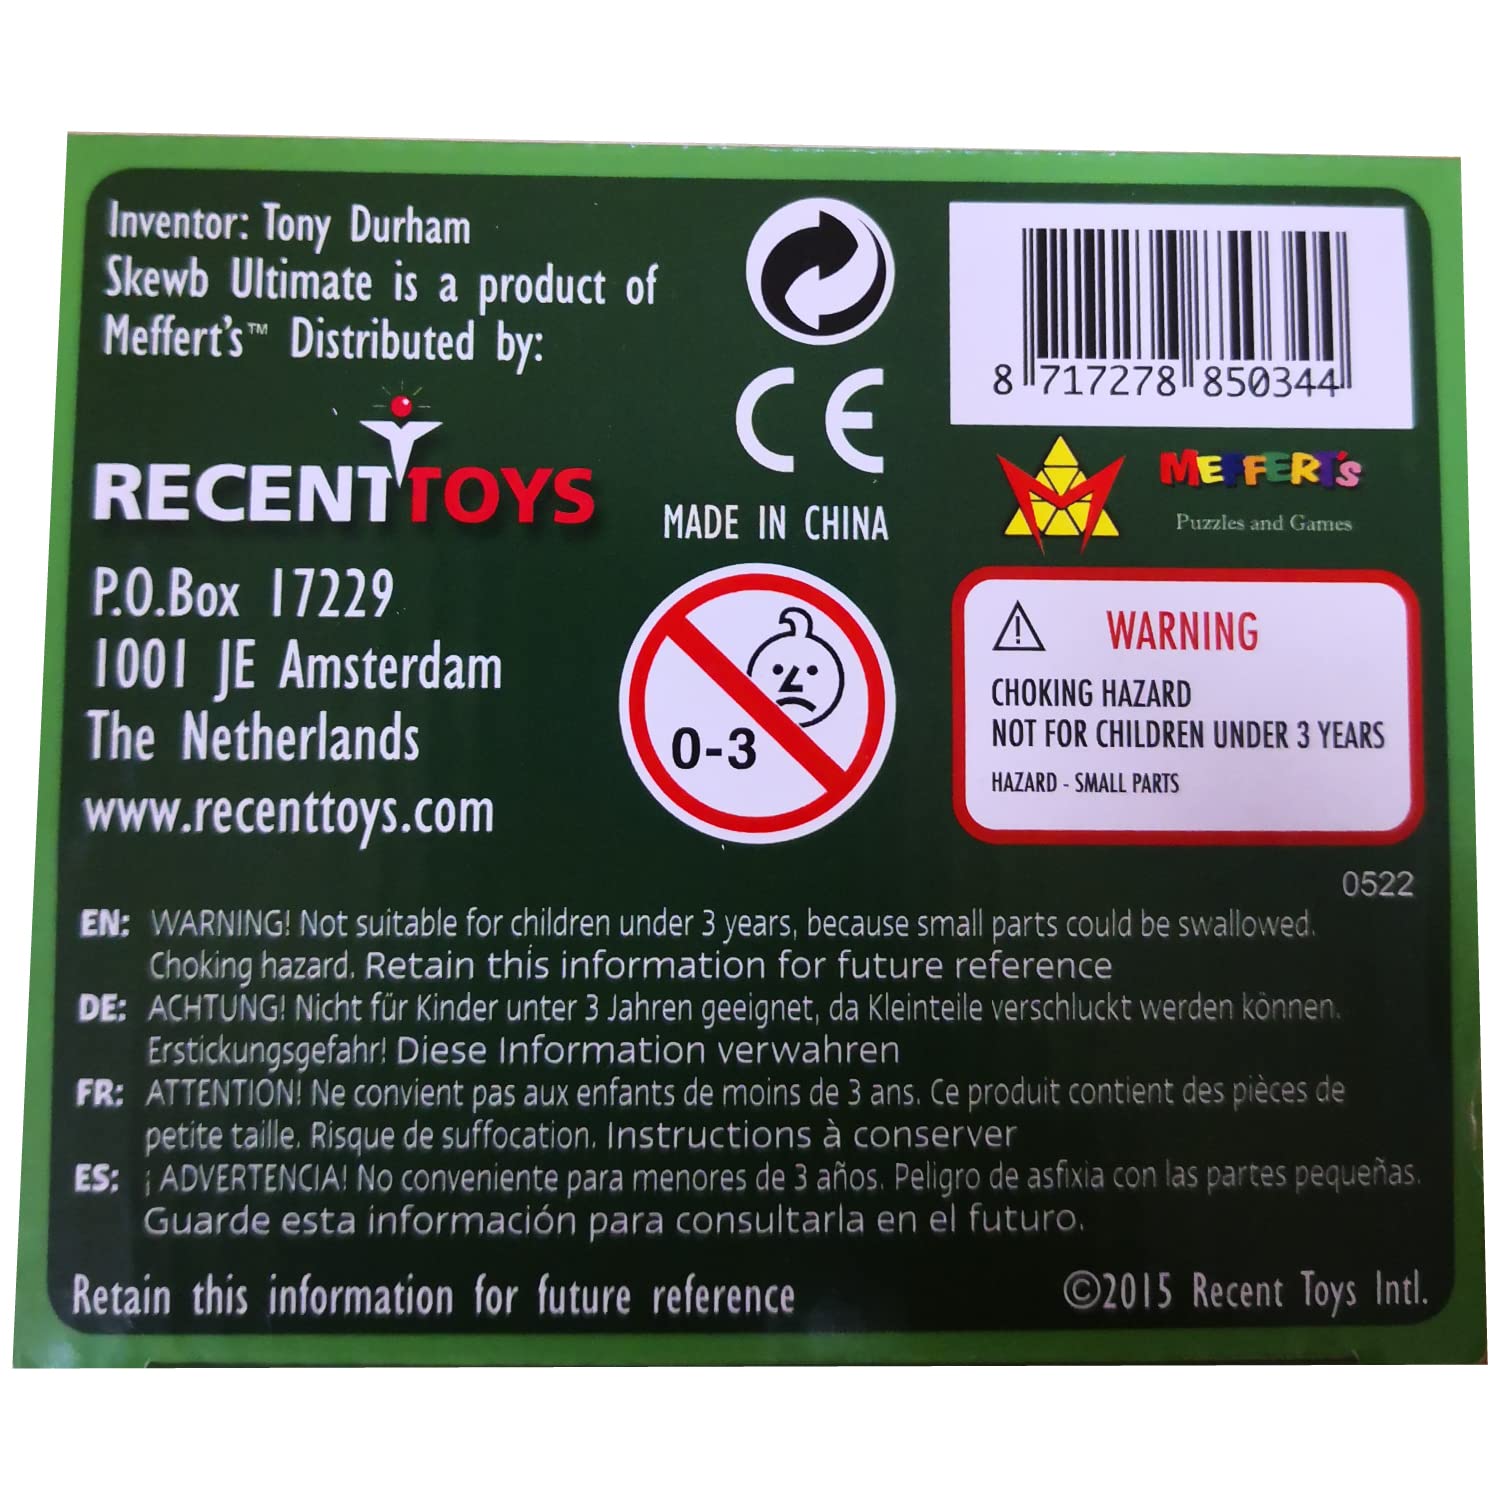 Inventor: Tony Durham
Skewb Ultimate is a product of
Meffert's™ Distributed by:
RECENTTOYS
P.O.Box 17229
1001 JE Amsterdam
The Netherlands
www.recenttoys.com
CE
MADE IN CHINA
0-3
8 717278 850344
M
MEFFERT's
Puzzles and Games
! WARNING
CHOKING HAZARD
NOT FOR CHILDREN UNDER 3 YEARS
HAZARD - SMALL PARTS
0522
EN: WARNING! Not suitable for children under 3 years, because small parts could be swallowed.
Choking hazard. Retain this information for future reference
DE: ACHTUNG! Nicht für Kinder unter 3 Jahren geeignet, da Kleinteile verschluckt werden können.
Erstickungsgefahr! Diese Information verwahren
FR: ATTENTION! Ne convient pas aux enfants de moins de 3 ans. Ce produit contient des pièces de
petite taille. Risque de suffocation. Instructions à conserver
ES: ¡ ADVERTENCIA! No conveniente para menores de 3 años. Peligro de asfixia con las partes pequeñas.
Guarde esta información para consultarla en el futuro.
Retain this information for future reference
©2015 Recent Toys Intl.